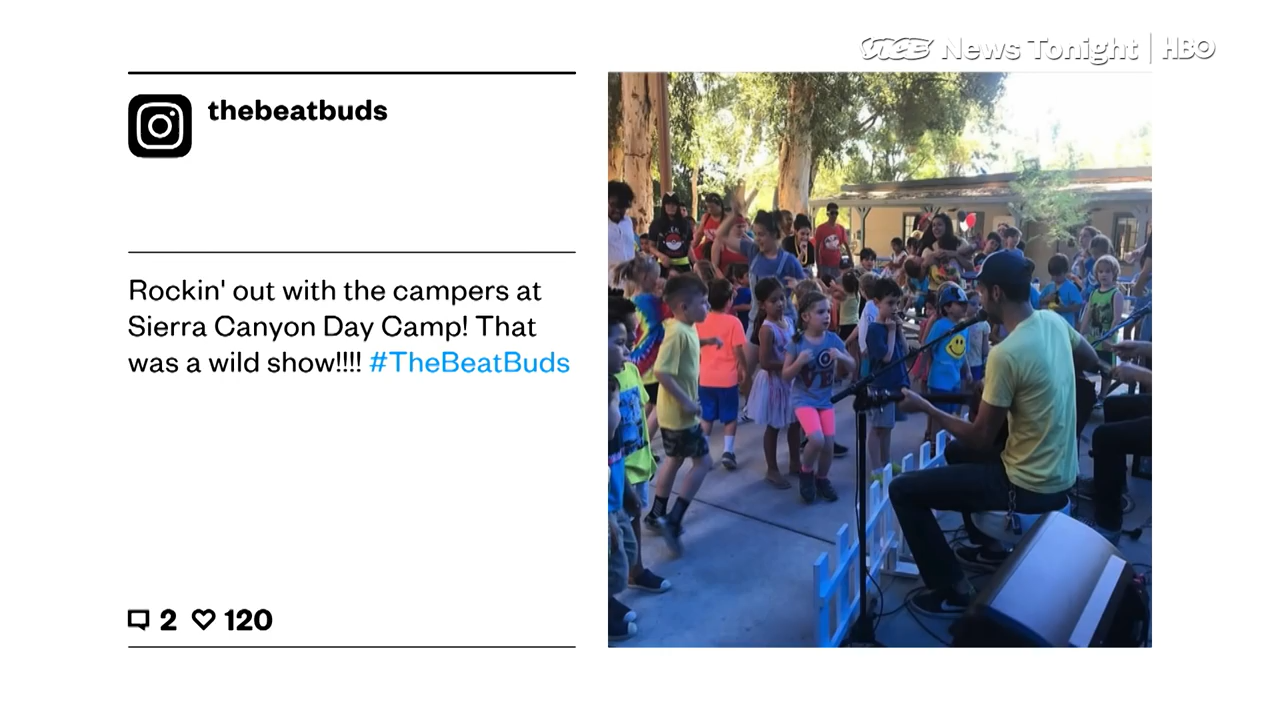 VICE News Tonight | HBO
thebeatbuds
Rockin' out with the campers at
Sierra Canyon Day Camp! That
was a wild show!!!! #TheBeatBuds
2 120